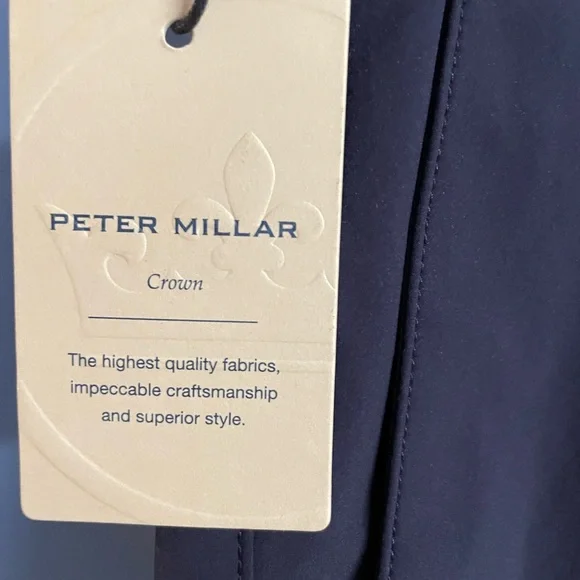 PETER MILLAR
Crown
The highest quality fabrics,
impeccable craftsmanship
and superior style.